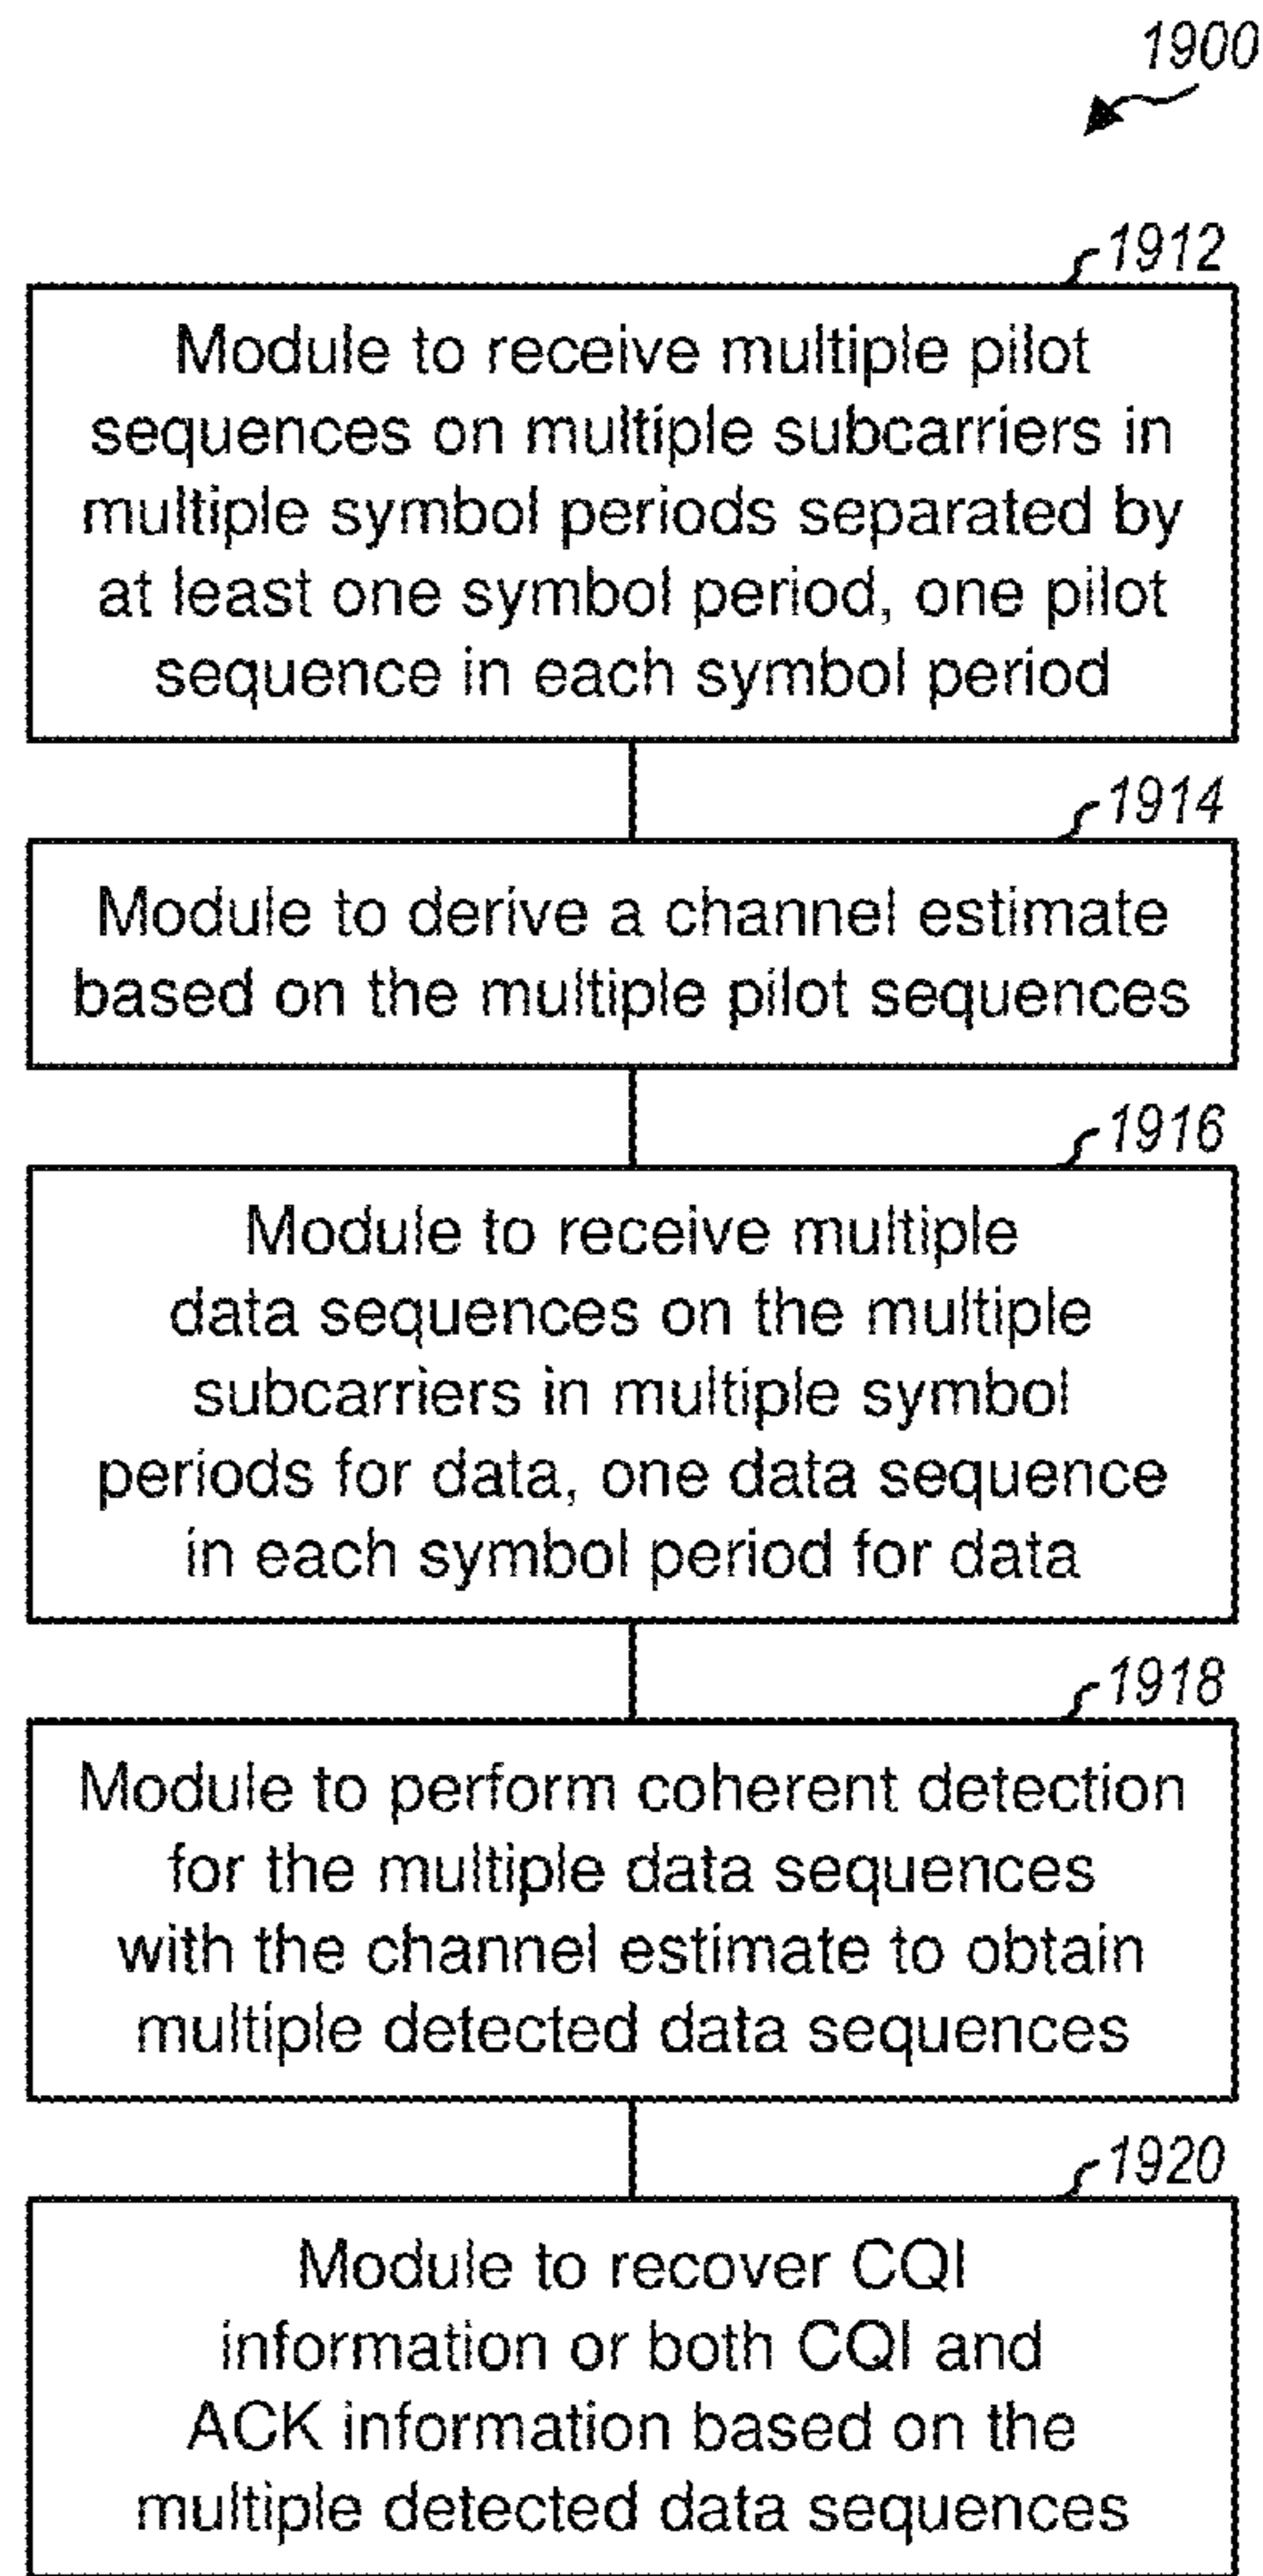 1900
1912
Module to receive multiple pilot
sequences on multiple subcarriers in
multiple symbol periods separated by
at least one symbol period, one pilot
sequence in each symbol period
1914
Module to derive a channel estimate
based on the multiple pilot sequences
1916
Module to receive multiple
data sequences on the multiple
subcarriers in multiple symbol
periods for data, one data sequence
in each symbol period for data
1918
Module to perform coherent detection
for the multiple data sequences
with the channel estimate to obtain
multiple detected data sequences
1920
Module to recover CQI
information or both CQI and
ACK information based on the
multiple detected data sequences